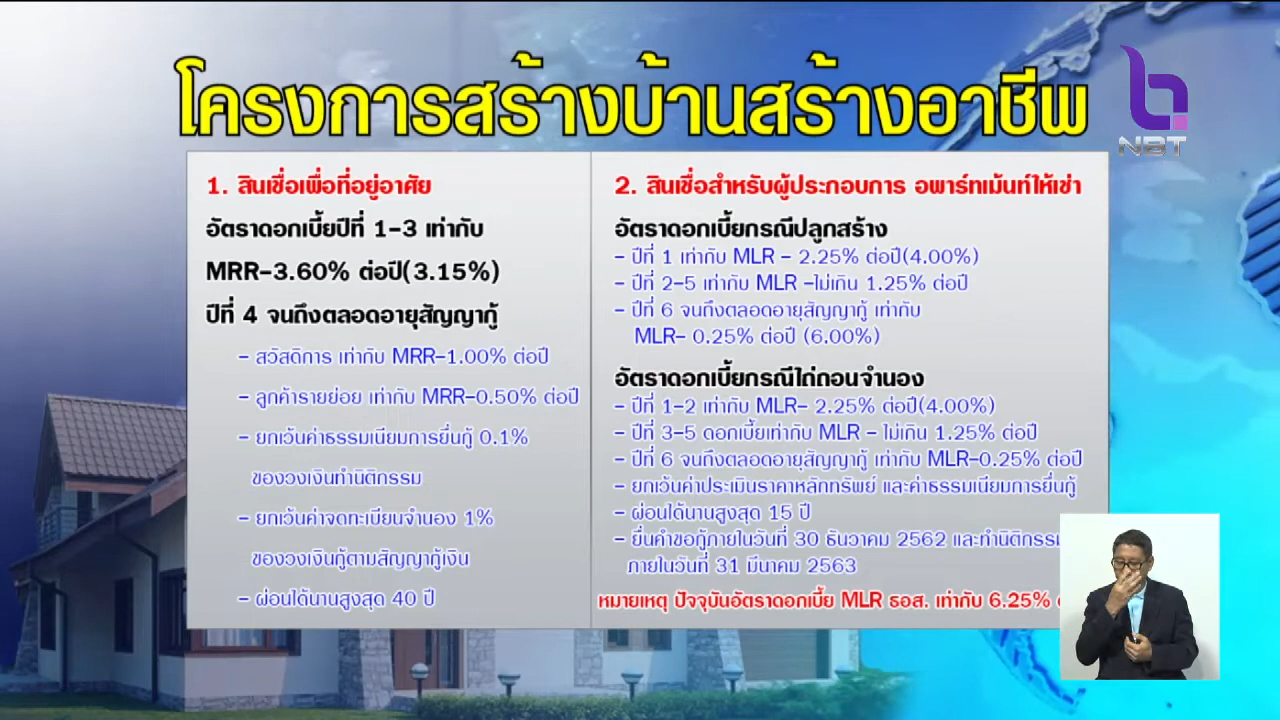 โครงการสร้างบ้านสร้างอาชีพ
NBT
1. สินเชื่อเพื่อที่อยู่อาศัย
อัตราดอกเบี้ยปีที่ 1-3 เท่ากับ
MRR-3.60% ต่อปี(3.15%)
ปีที่ 4 จนถึงตลอดอายุสัญญากู้
- สวัสดิการ เท่ากับ MRR-1.00% ต่อปี
- ลูกค้ารายย่อย เท่ากับ MRR-0.50% ต่อปี
- ยกเว้นค่าธรรมเนียมการยื่นกู้ 0.1%
ของวงเงินทำนิติกรรม
- ยกเว้นค่าจดทะเบียนจำนอง 1%
ของวงเงินกู้ตามสัญญากู้เงิน
- ผ่อนได้นานสูงสุด 40 ปี
2. สินเชื่อสำหรับผู้ประกอบการ อพาร์ทเม้นท์ให้เช่า
อัตราดอกเบี้ยกรณีปลูกสร้าง
- ปีที่ 1 เท่ากับ MLR - 2.25% ต่อปี(4.00%)
- ปีที่ 2-5 เท่ากับ MLR -ไม่เกิน 1.25% ต่อปี
- ปีที่ 6 จนถึงตลอดอายุสัญญากู้ เท่ากับ
MLR- 0.25% ต่อปี (6.00%)
อัตราดอกเบี้ยกรณีไถ่ถอนจำนอง
- ปีที่ 1-2 เท่ากับ MLR- 2.25% ต่อปี(4.00%)
- ปีที่ 3-5 ดอกเบี้ยเท่ากับ MLR - ไม่เกิน 1.25% ต่อปี
- ปีที่ 6 จนถึงตลอดอายุสัญญากู้ เท่ากับ MLR-0.25% ต่อปี
- ยกเว้นค่าประเมินราคาหลักทรัพย์ และค่าธรรมเนียมการยื่นกู้
- ผ่อนได้นานสูงสุด 15 ปี
- ยื่นคำขอกู้ภายในวันที่ 30 ธันวาคม 2562 และทำนิติกรรม
ภายในวันที่ 31 มีนาคม 2563
หมายเหตุ ปัจจุบันอัตราดอกเบี้ย MLR ธอส. เท่ากับ 6.25%